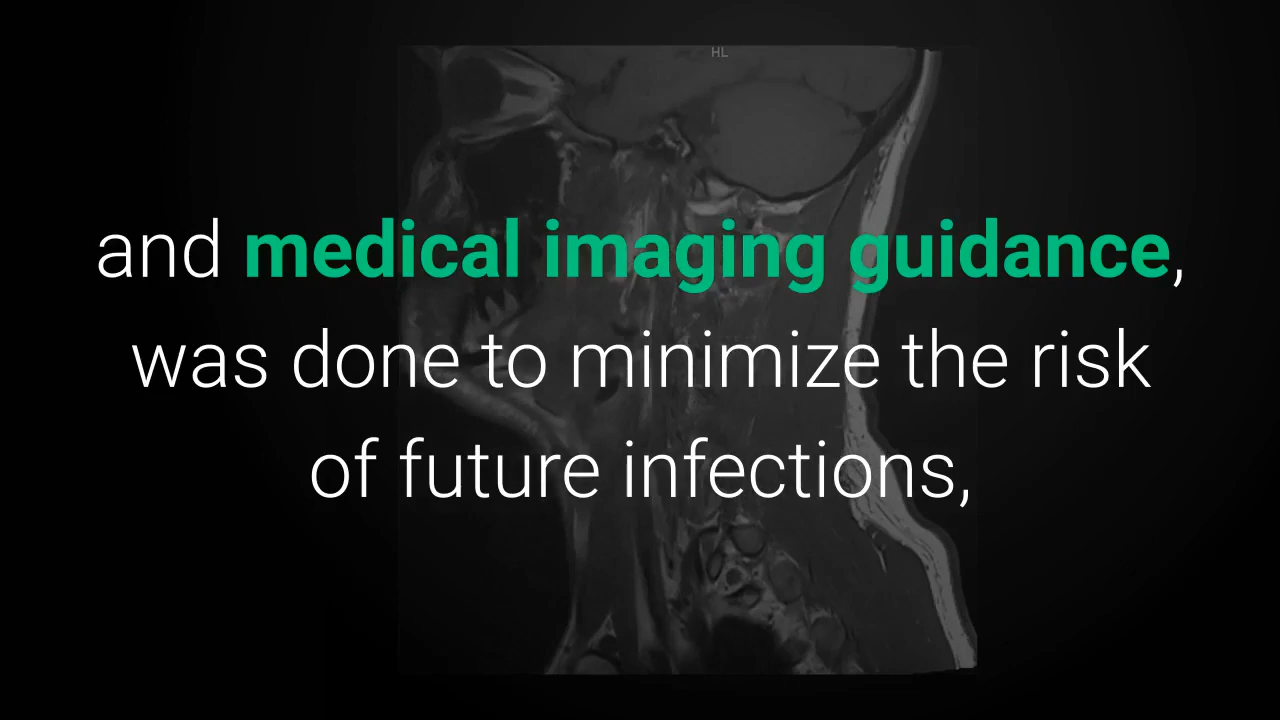 HL
and medical imaging guidance,
was done to minimize the risk
of future infections,